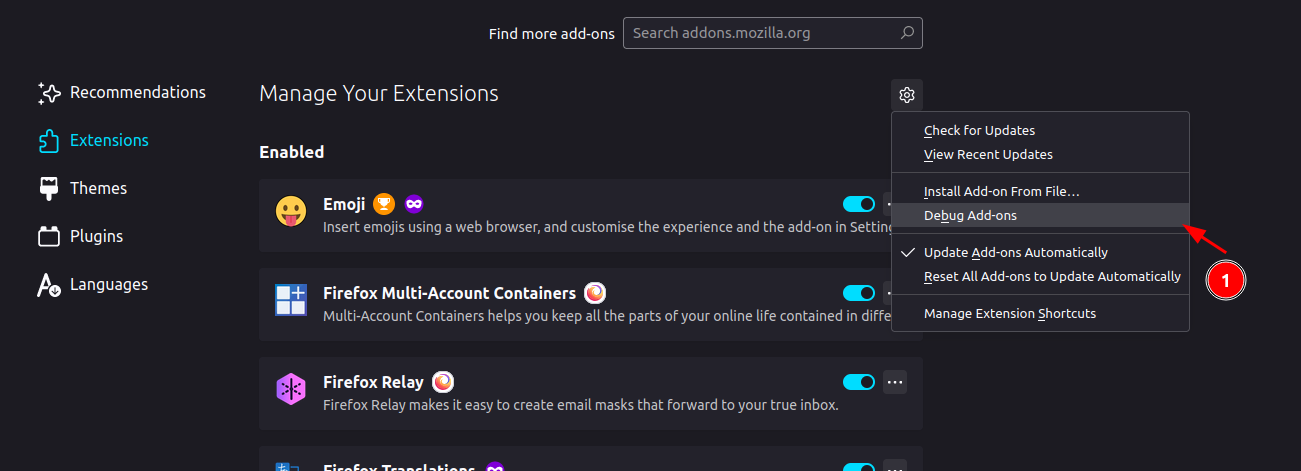 Find more add-ons
Search addons.mozilla.org
Recommendations
Extensions
Themes
Plugins
Languages
Manage Your Extensions
Check for Updates
View Recent Updates
Install Add-on From File...
Debug Add-ons
Update Add-ons Automatically
Reset All Add-ons to Update Automatically
Manage Extension Shortcuts
1
Enabled
Emoji
Insert emojis using a web browser, and customise the experience and the add-on in Setting
Firefox Multi-Account Containers
Multi-Account Containers helps you keep all the parts of your online life contained in diffe
Firefox Relay
Firefox Relay makes it easy to create email masks that forward to your true inbox.
Firefox Translations